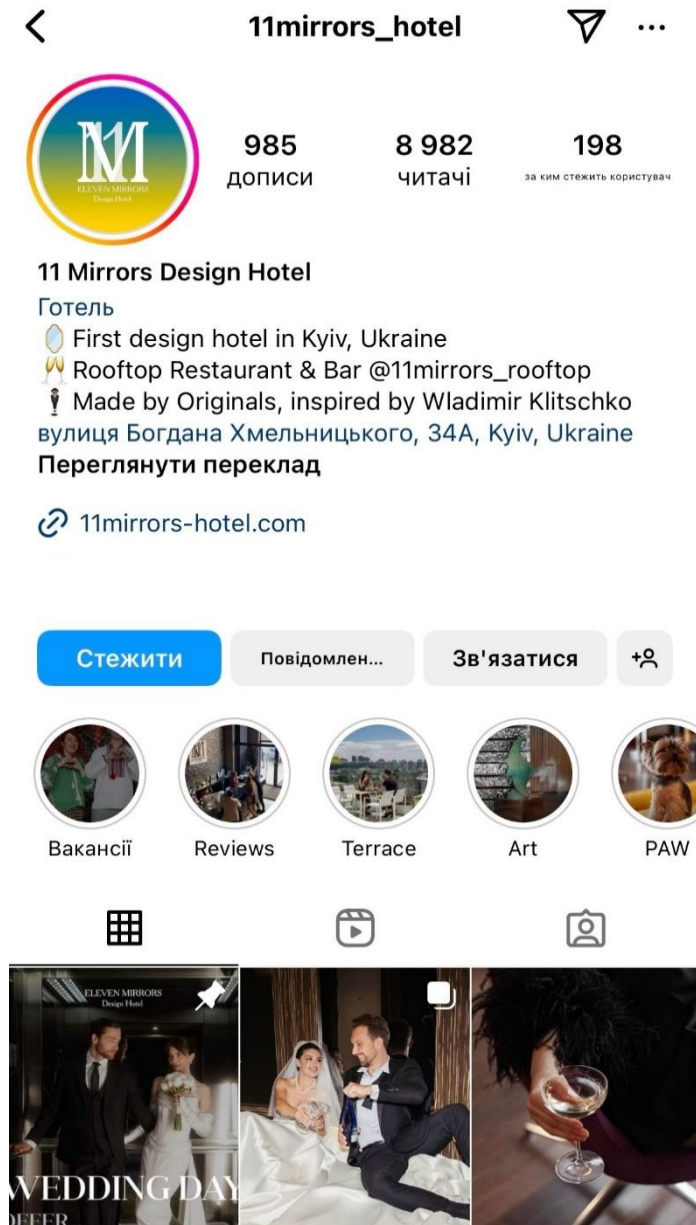 11mirrors_hotel
985
дописи
8 982
читачі
198
за ким стежить користувач
11
M
ELEVEN MIRRORS
Design Hotel
11 Mirrors Design Hotel
Готель
First design hotel in Kyiv, Ukraine
Rooftop Restaurant & Bar @11mirrors_rooftop
Made by Originals, inspired by Wladimir Klitschko
вулиця Богдана Хмельницького, 34А, Kyiv, Ukraine
Переглянути переклад
11mirrors-hotel.com
Стежити
Повідомлен...
Зв'язатися
Вакансії
Reviews
Terrace
Art
PAW
ELEVEN MIRRORS
Design Hotel
WEDDING DAY
OFFER